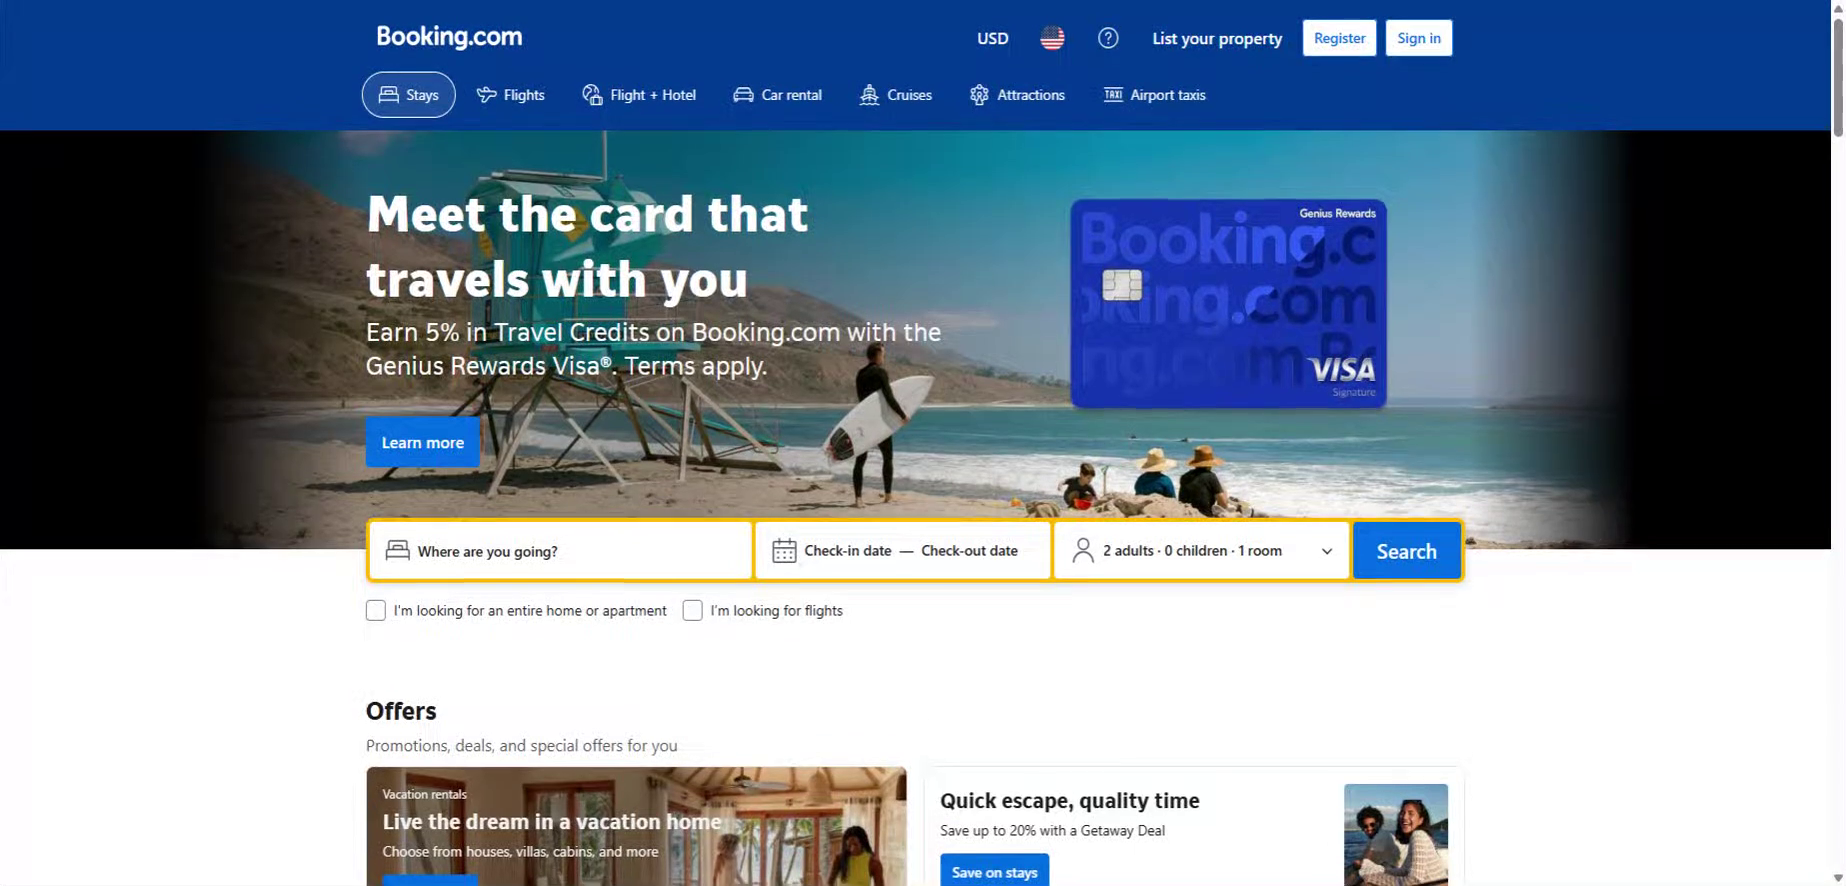 Booking.com
USD
List your property
Register
Sign in
Stays
Flights
Flight + Hotel
Car rental
Cruises
Attractions
TAXI
Airport taxis
Meet the card that
travels with you
Earn 5% in Travel Credits on Booking.com with the
Genius Rewards Visa®. Terms apply.
Learn more
Genius Rewards
Booking.c
oking.com
VISA
Signature
Where are you going?
Check-in date — Check-out date
2 adults · 0 children · 1 room
Search
I'm looking for an entire home or apartment
I'm looking for flights
Offers
Promotions, deals, and special offers for you
Vacation rentals
Live the dream in a vacation home
Choose from houses, villas, cabins, and more
Quick escape, quality time
Save up to 20% with a Getaway Deal
Save on stays